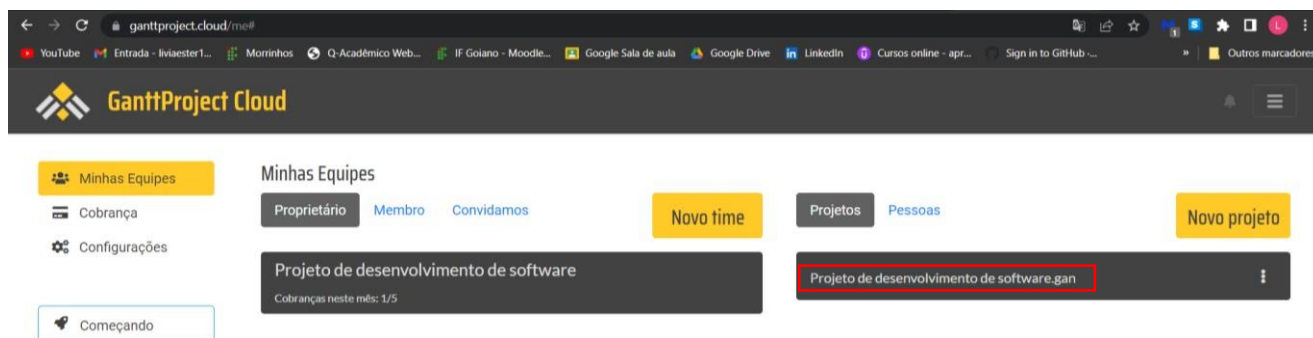 ganttproject.cloud/me#
YouTube
Entrada - liviaester1...
Morrinhos
Q-Acadêmico Web...
IF Goiano - Moodle...
Google Sala de aula
Google Drive
LinkedIn
Cursos online - apr...
Sign in to GitHub ·...
»
Outros marcadores
GanttProject Cloud
Minhas Equipes
Cobrança
Configurações
Começando
Minhas Equipes
Proprietário
Membro
Convidamos
Novo time
Projeto de desenvolvimento de software
Cobranças neste mês: 1/5
Projetos
Pessoas
Novo projeto
Projeto de desenvolvimento de software.gan